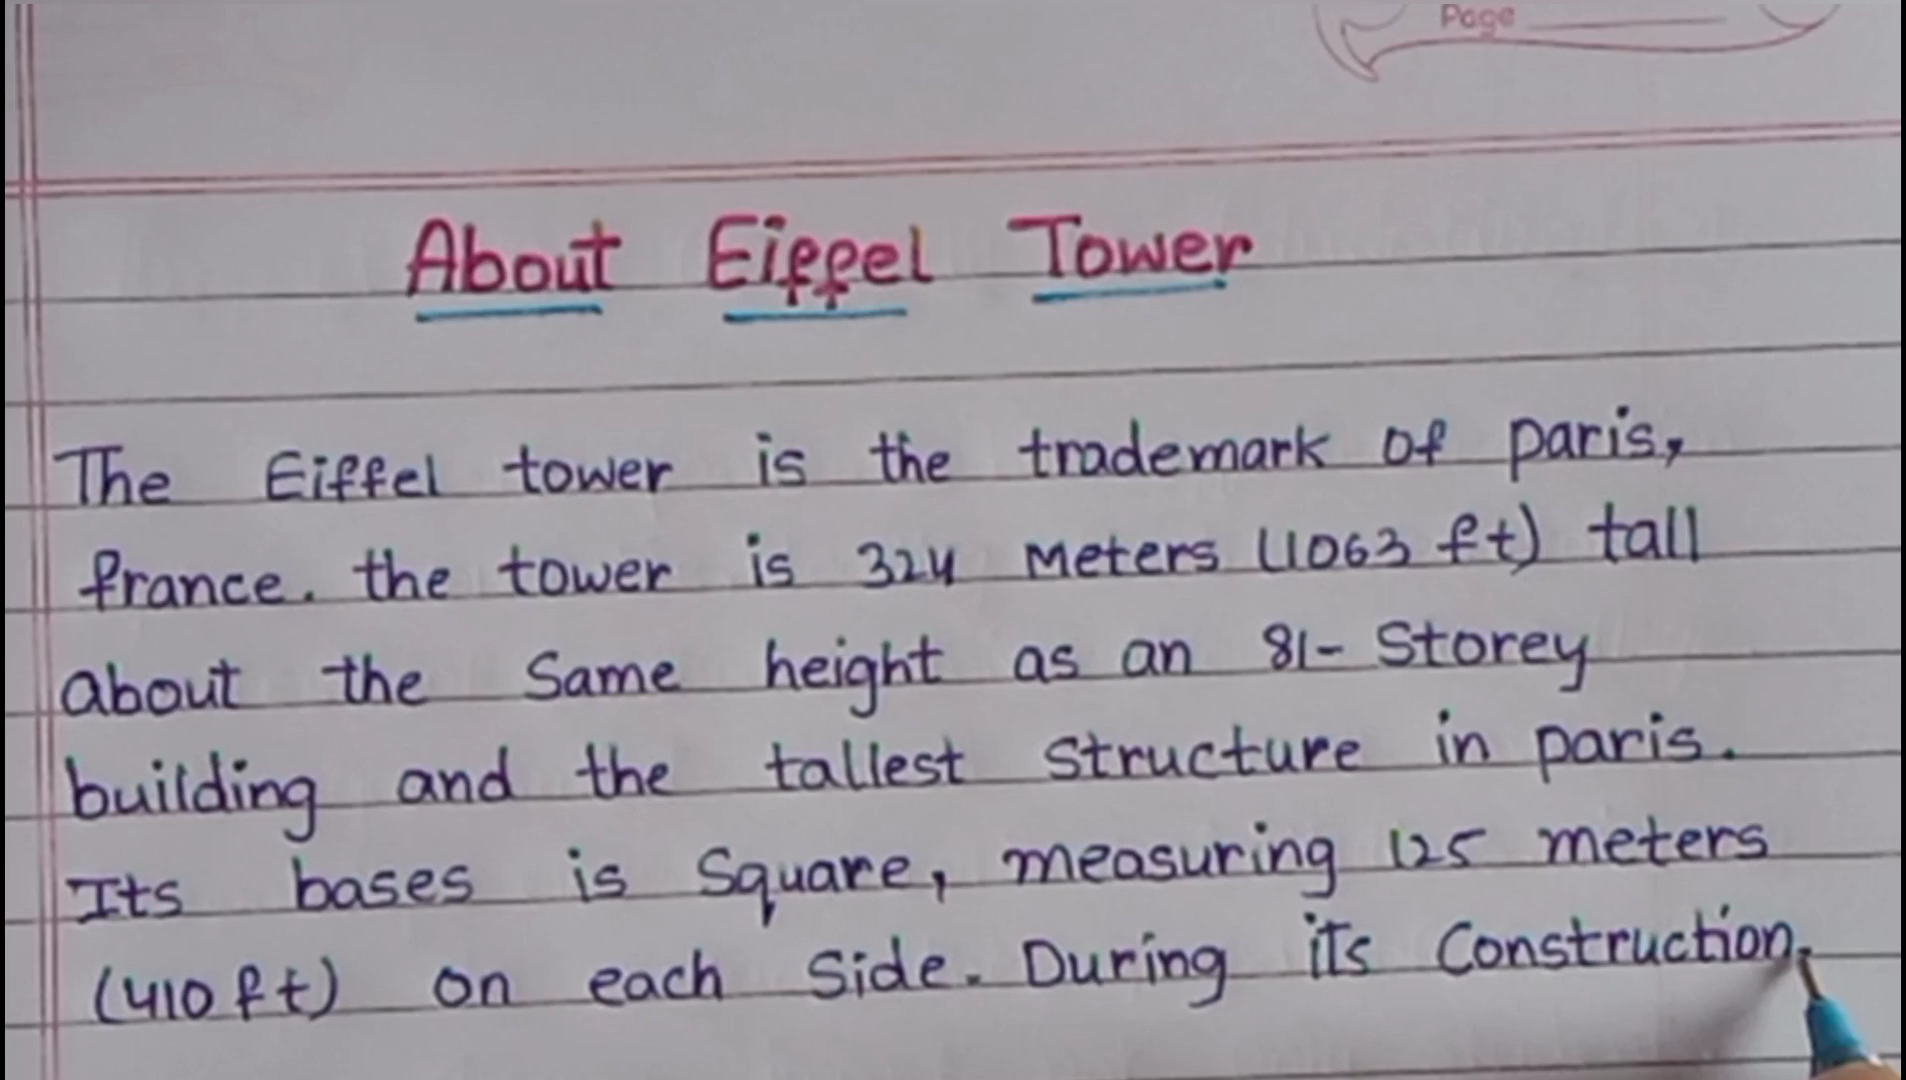 Page
About Eiffel Tower
The Eiffel tower is the trademark of paris,
france. the tower is 324 Meters (1063 ft) tall
about the Same height as an 81- Storey
building and the tallest structure in paris.
Its bases is Square, measuring 125 meters
(410 ft) on each Side. During its Construction,